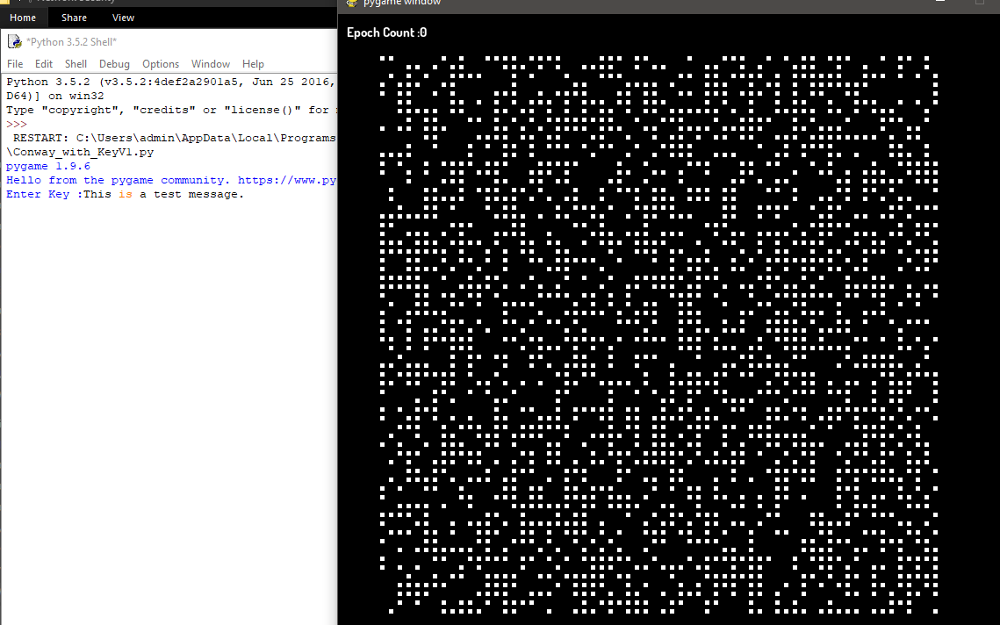 Home Share View
*Python 3.5.2 Shell*
File Edit Shell Debug Options Window Help
Python 3.5.2 (v3.5.2:4def2a2901a5, Jun 25 2016,
D64)] on win32
Type "copyright", "credits" or "license()" for
>>>
RESTART: C:\Users\admin\AppData\Local\Programs
\Conway_with_KeyV1.py
pygame 1.9.6
Hello from the pygame community. https://www.py
Enter Key :This is a test message.
pygame window
Epoch Count :0